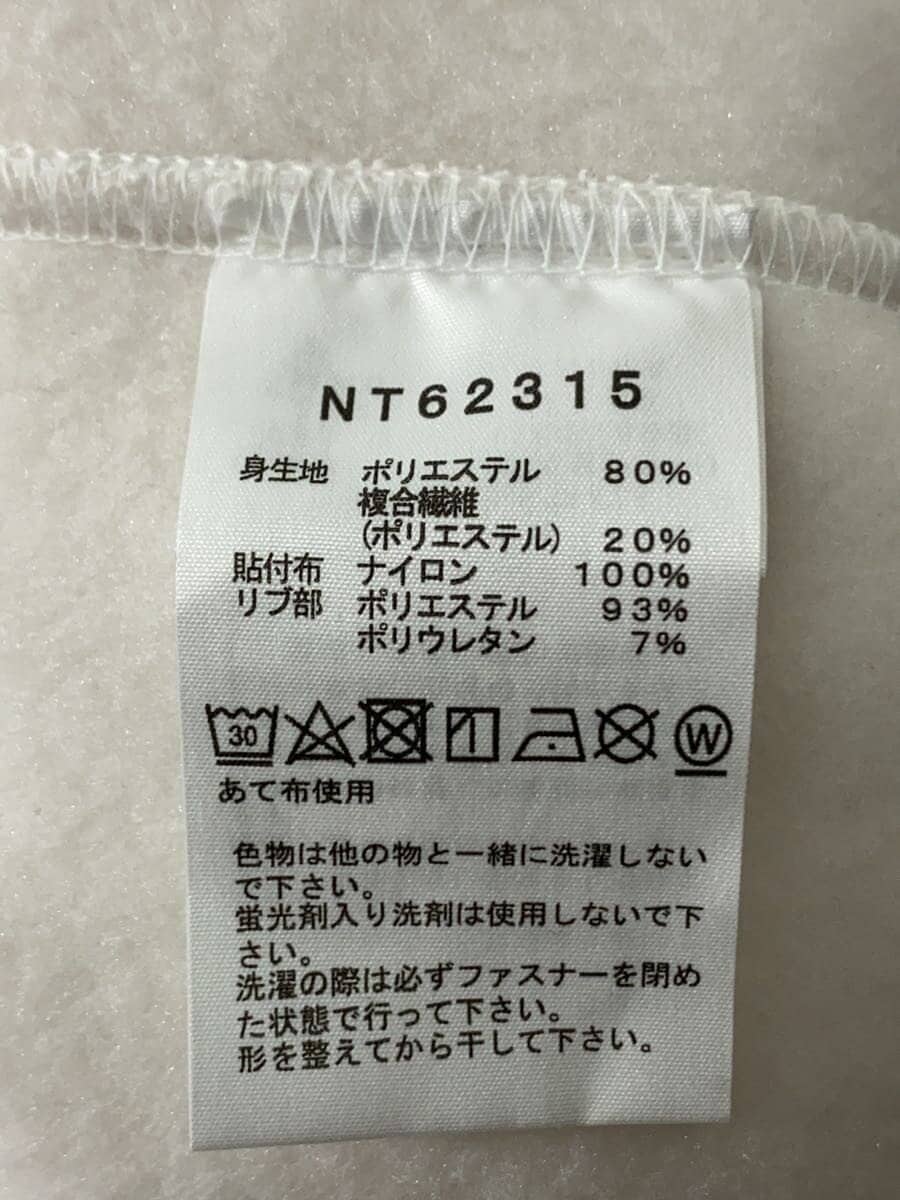 NT62315
身生地 ポリエステル 80%
複合繊維
(ポリエステル) 20%
貼付布 ナイロン 100%
リブ部 ポリエステル 93%
ポリウレタン 7%
30 W
あて布使用
色物は他の物と一緒に洗濯しない
で下さい。
蛍光剤入り洗剤は使用しないで下
さい。
洗濯の際は必ずファスナーを閉め
た状態で行って下さい。
形を整えてから干して下さい。